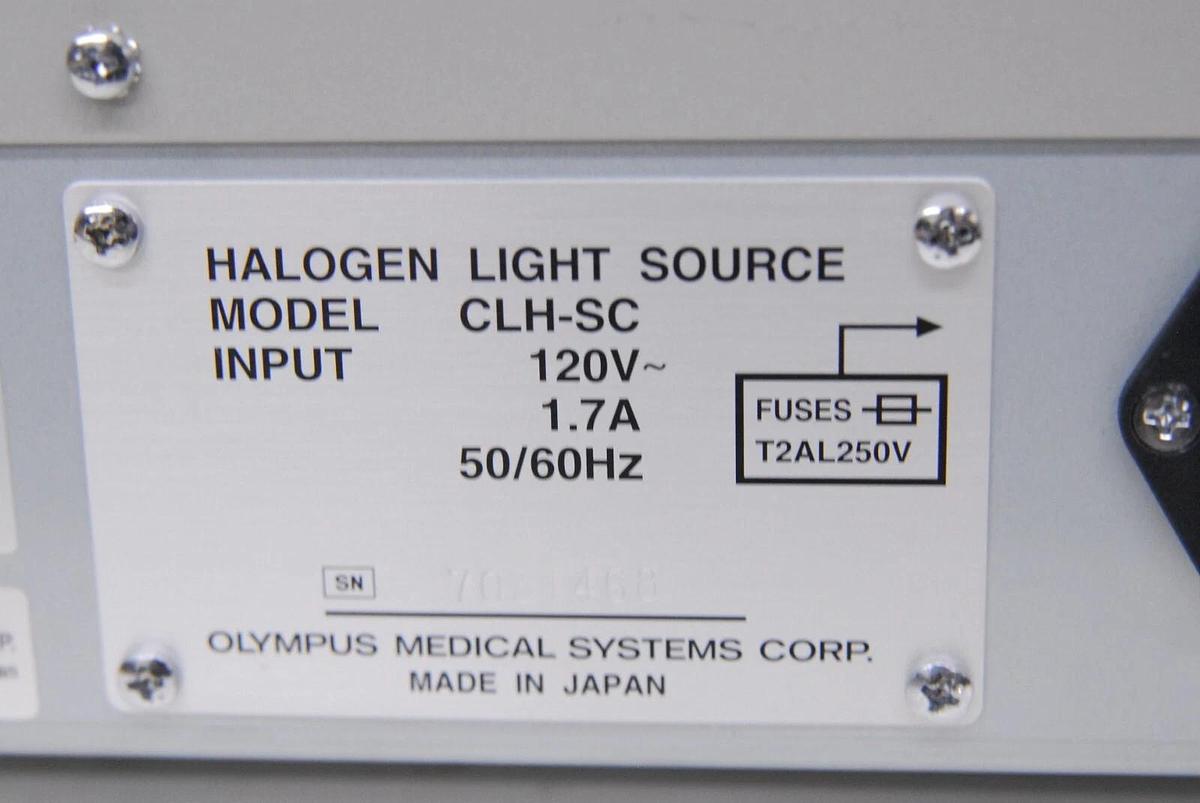 HALOGEN LIGHT SOURCE
MODEL CLH-SC
INPUT 120V~
1.7A
50/60Hz
FUSES
T2AL250V
SN
OLYMPUS MEDICAL SYSTEMS CORP.
MADE IN JAPAN